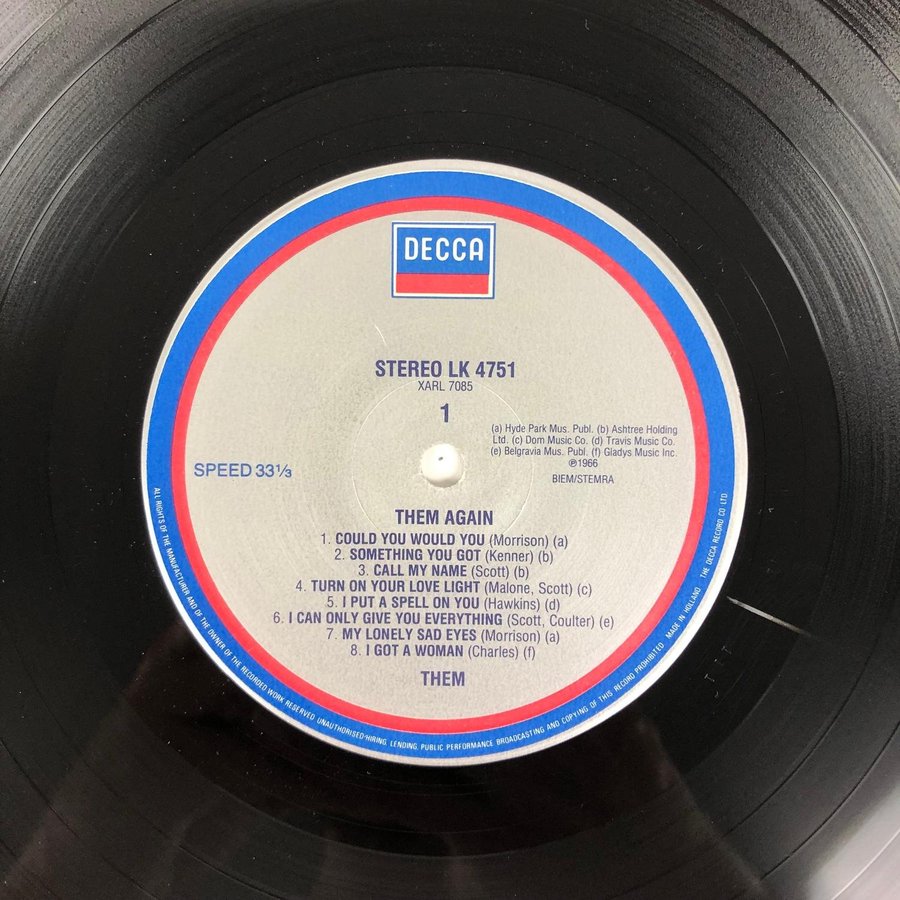 DECCA
STEREO LK 4751
XARL 7085
1
(a) Hyde Park Mus. Publ. (b) Ashtree Holding
Ltd. (c) Dom Music Co. (d) Travis Music Co.
(e) Belgravia Mus. Publ. (f) Gladys Music Inc.
℗1966
BIEM/STEMRA
SPEED 33⅓
THEM AGAIN
1. COULD YOU WOULD YOU (Morrison) (a)
2. SOMETHING YOU GOT (Kenner) (b)
3. CALL MY NAME (Scott) (b)
4. TURN ON YOUR LOVE LIGHT (Malone, Scott) (c)
5. I PUT A SPELL ON YOU (Hawkins) (d)
6. I CAN ONLY GIVE YOU EVERYTHING (Scott, Coulter) (e)
7. MY LONELY SAD EYES (Morrison) (a)
8. I GOT A WOMAN (Charles) (f)
THEM
ALL RIGHTS OF THE MANUFACTURER AND OF THE OWNER OF THE RECORDED WORK RESERVED UNAUTHORISED HIRING, LENDING, PUBLIC PERFORMANCE BROADCASTING AND COPYING OF THIS RECORD PROHIBITED MADE IN HOLLAND THE DECCA RECORD CO LTD